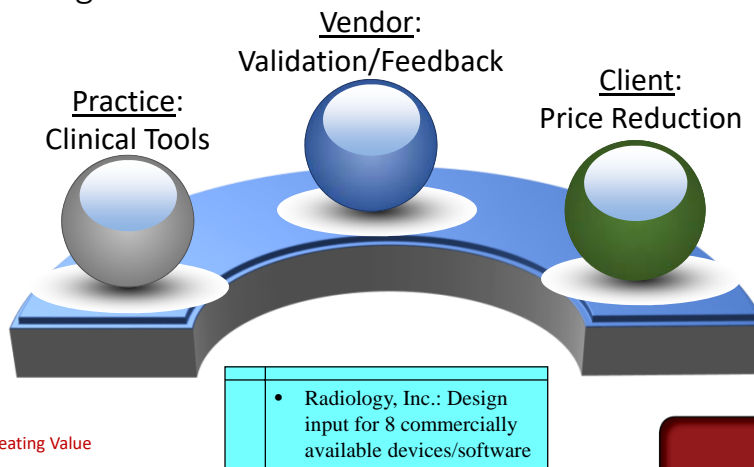 Vendor:
Validation/Feedback
Practice:
Clinical Tools
Client:
Price Reduction
• Radiology, Inc.: Design
input for 8 commercially
available devices/software
eating Value